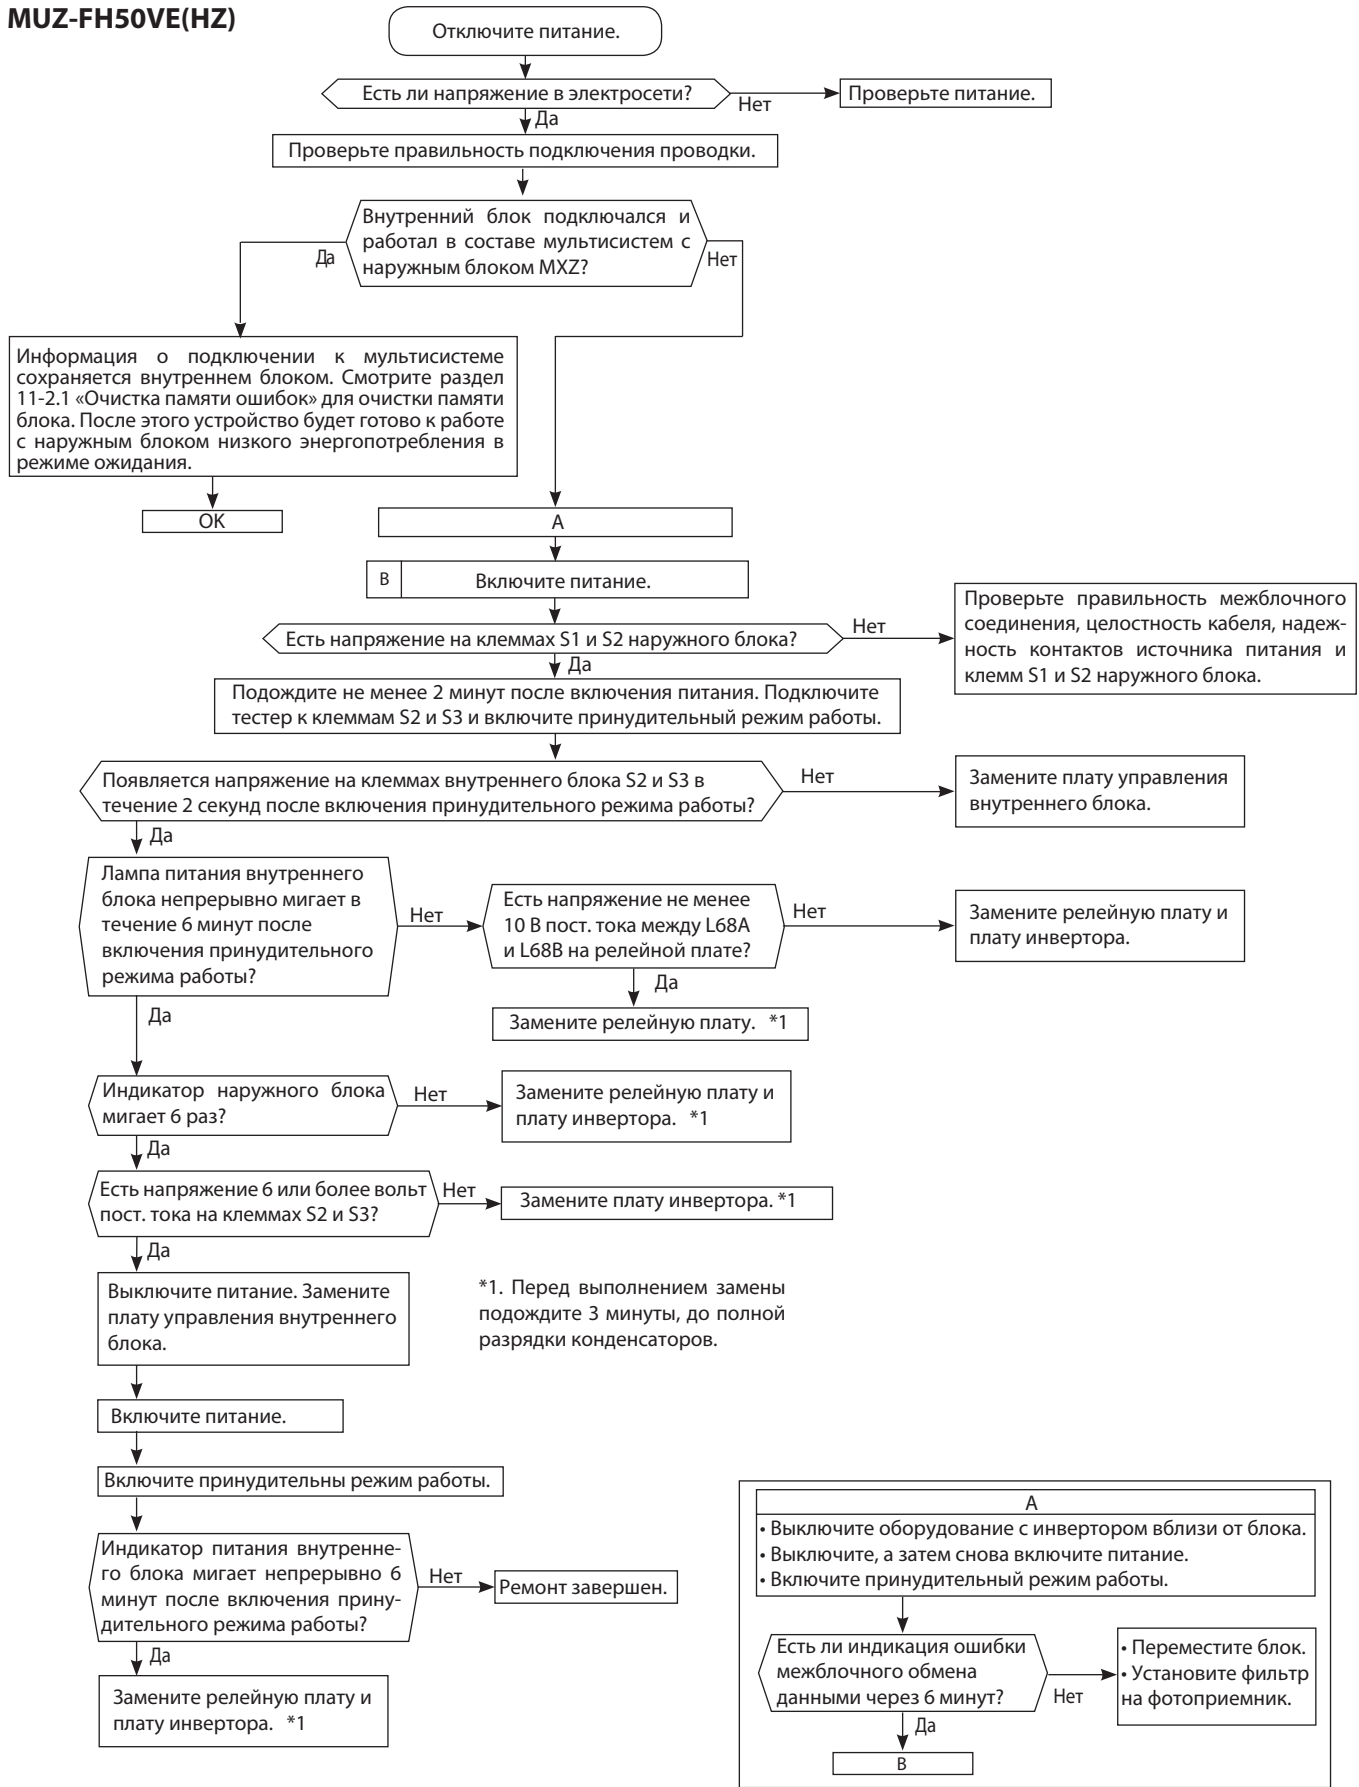 MUZ-FH50VE(HZ)
Отключите питание.
Есть ли напряжение в электросети?
Нет
Проверьте питание.
Да
Проверьте правильность подключения проводки.
Внутренний блок подключался и
работал в составе мультисистем с
наружным блоком MXZ?
Да
Нет
Информация о подключении к мультисистеме
сохраняется внутреннем блоком. Смотрите раздел
11-2.1 «Очистка памяти ошибок» для очистки памяти
блока. После этого устройство будет готово к работе
с наружным блоком низкого энергопотребления в
режиме ожидания.
OK
A
B
Включите питание.
Есть напряжение на клеммах S1 и S2 наружного блока?
Нет
Проверьте правильность межблочного
соединения, целостность кабеля, надеж-
ность контактов источника питания и
клемм S1 и S2 наружного блока.
Да
Подождите не менее 2 минут после включения питания. Подключите
тестер к клеммам S2 и S3 и включите принудительный режим работы.
Появляется напряжение на клеммах внутреннего блока S2 и S3 в
течение 2 секунд после включения принудительного режима работы?
Нет
Замените плату управления
внутреннего блока.
Да
Лампа питания внутреннего
блока непрерывно мигает в
течение 6 минут после
включения принудительного
режима работы?
Нет
Есть напряжение не менее
10 В пост. тока между L68A
и L68B на релейной плате?
Нет
Замените релейную плату и
плату инвертора.
Да
Замените релейную плату. *1
Да
Индикатор наружного блока
мигает 6 раз?
Нет
Замените релейную плату и
плату инвертора. *1
Да
Есть напряжение 6 или более вольт
пост. тока на клеммах S2 и S3?
Нет
Замените плату инвертора. *1
Да
Выключите питание. Замените
плату управления внутреннего
блока.
*1. Перед выполнением замены
подождите 3 минуты, до полной
разрядки конденсаторов.
Включите питание.
Включите принудительны режим работы.
Индикатор питания внутренне-
го блока мигает непрерывно 6
минут после включения прину-
дительного режима работы?
Нет
Ремонт завершен.
Да
Замените релейную плату и
плату инвертора. *1
A
• Выключите оборудование с инвертором вблизи от блока.
• Выключите, а затем снова включите питание.
• Включите принудительный режим работы.
Есть ли индикация ошибки
межблочного обмена
данными через 6 минут?
Нет
• Переместите блок.
• Установите фильтр
на фотоприемник.
Да
B